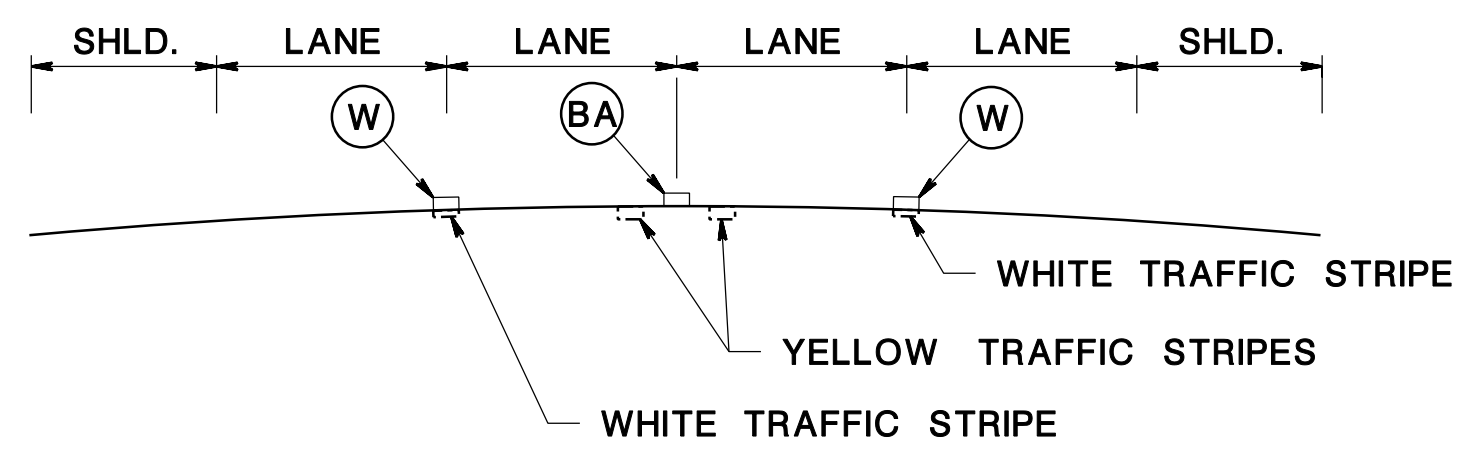 SHLD. LANE LANE LANE LANE SHLD.
W BA W
WHITE TRAFFIC STRIPE
YELLOW TRAFFIC STRIPES
WHITE TRAFFIC STRIPE